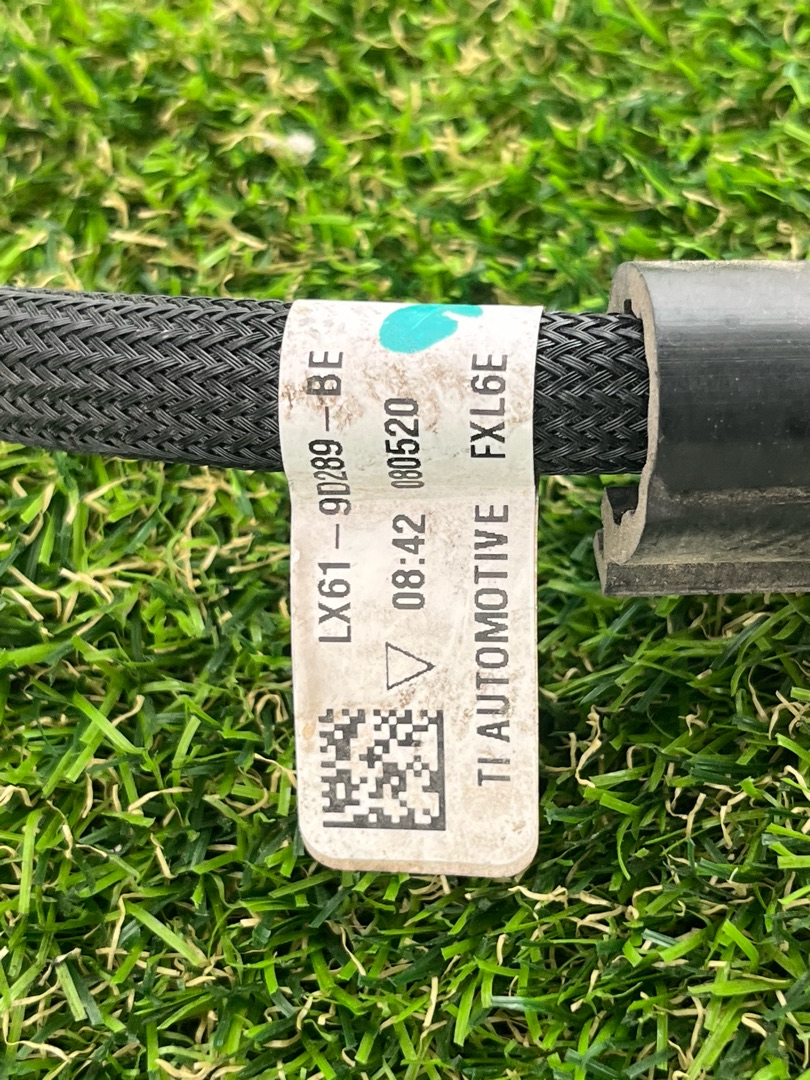 LX61-9D289-BE
08:42 080520
TI AUTOMOTIVE FXL6E